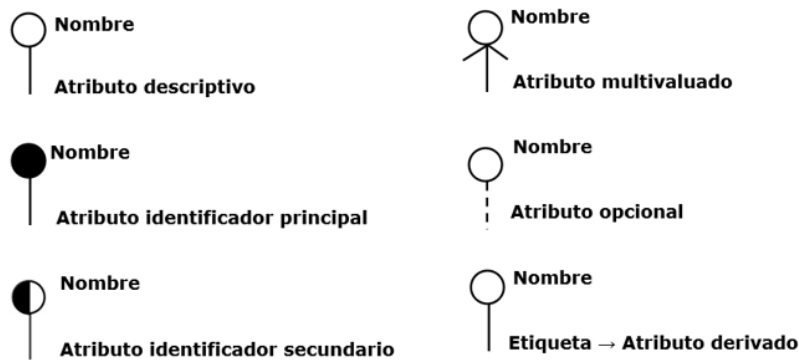 Nombre
Atributo descriptivo
Nombre
Atributo identificador principal
Nombre
Atributo identificador secundario
Nombre
Atributo multivaluado
Nombre
Atributo opcional
Nombre
Etiqueta → Atributo derivado